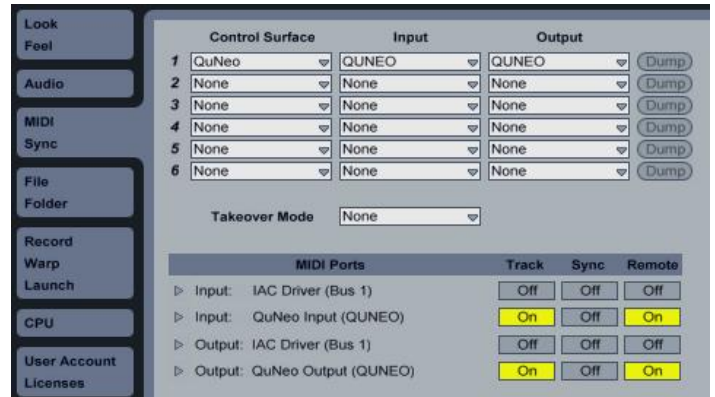 Look
Feel
Audio
MIDI
Sync
File
Folder
Record
Warp
Launch
CPU
User Account
Licenses
Control Surface Input Output
1 QuNeo QUNEO QUNEO Dump
2 None None None Dump
3 None None None Dump
4 None None None Dump
5 None None None Dump
6 None None None Dump
Takeover Mode None
MIDI Ports Track Sync Remote
Input: IAC Driver (Bus 1) Off Off Off
Input: QuNeo Input (QUNEO) On Off On
Output: IAC Driver (Bus 1) Off Off Off
Output: QuNeo Output (QUNEO) On Off On